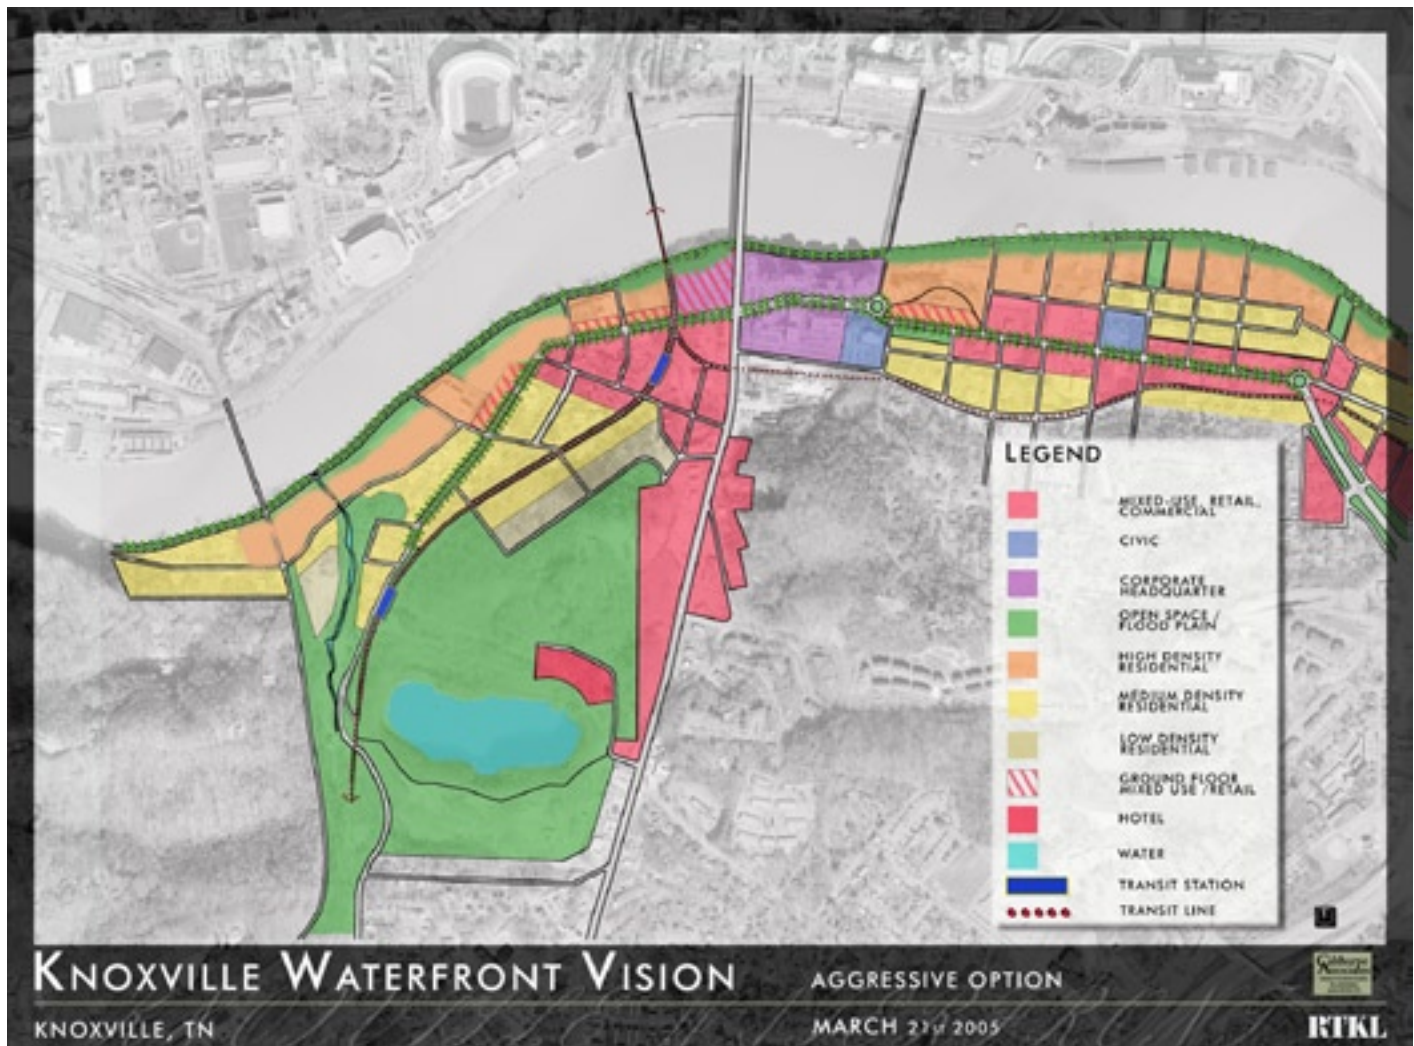 LEGEND
MIXED-USE, RETAIL,
COMMERCIAL
CIVIC
CORPORATE
HEADQUARTER
OPEN SPACE /
FLOOD PLAIN
HIGH DENSITY
RESIDENTIAL
MEDIUM DENSITY
RESIDENTIAL
LOW DENSITY
RESIDENTIAL
GROUND FLOOR
MIXED USE /RETAIL
HOTEL
WATER
TRANSIT STATION
TRANSIT LINE
KNOXVILLE WATERFRONT VISION
AGGRESSIVE OPTION
KNOXVILLE, TN
MARCH 21st 2005
RTKL